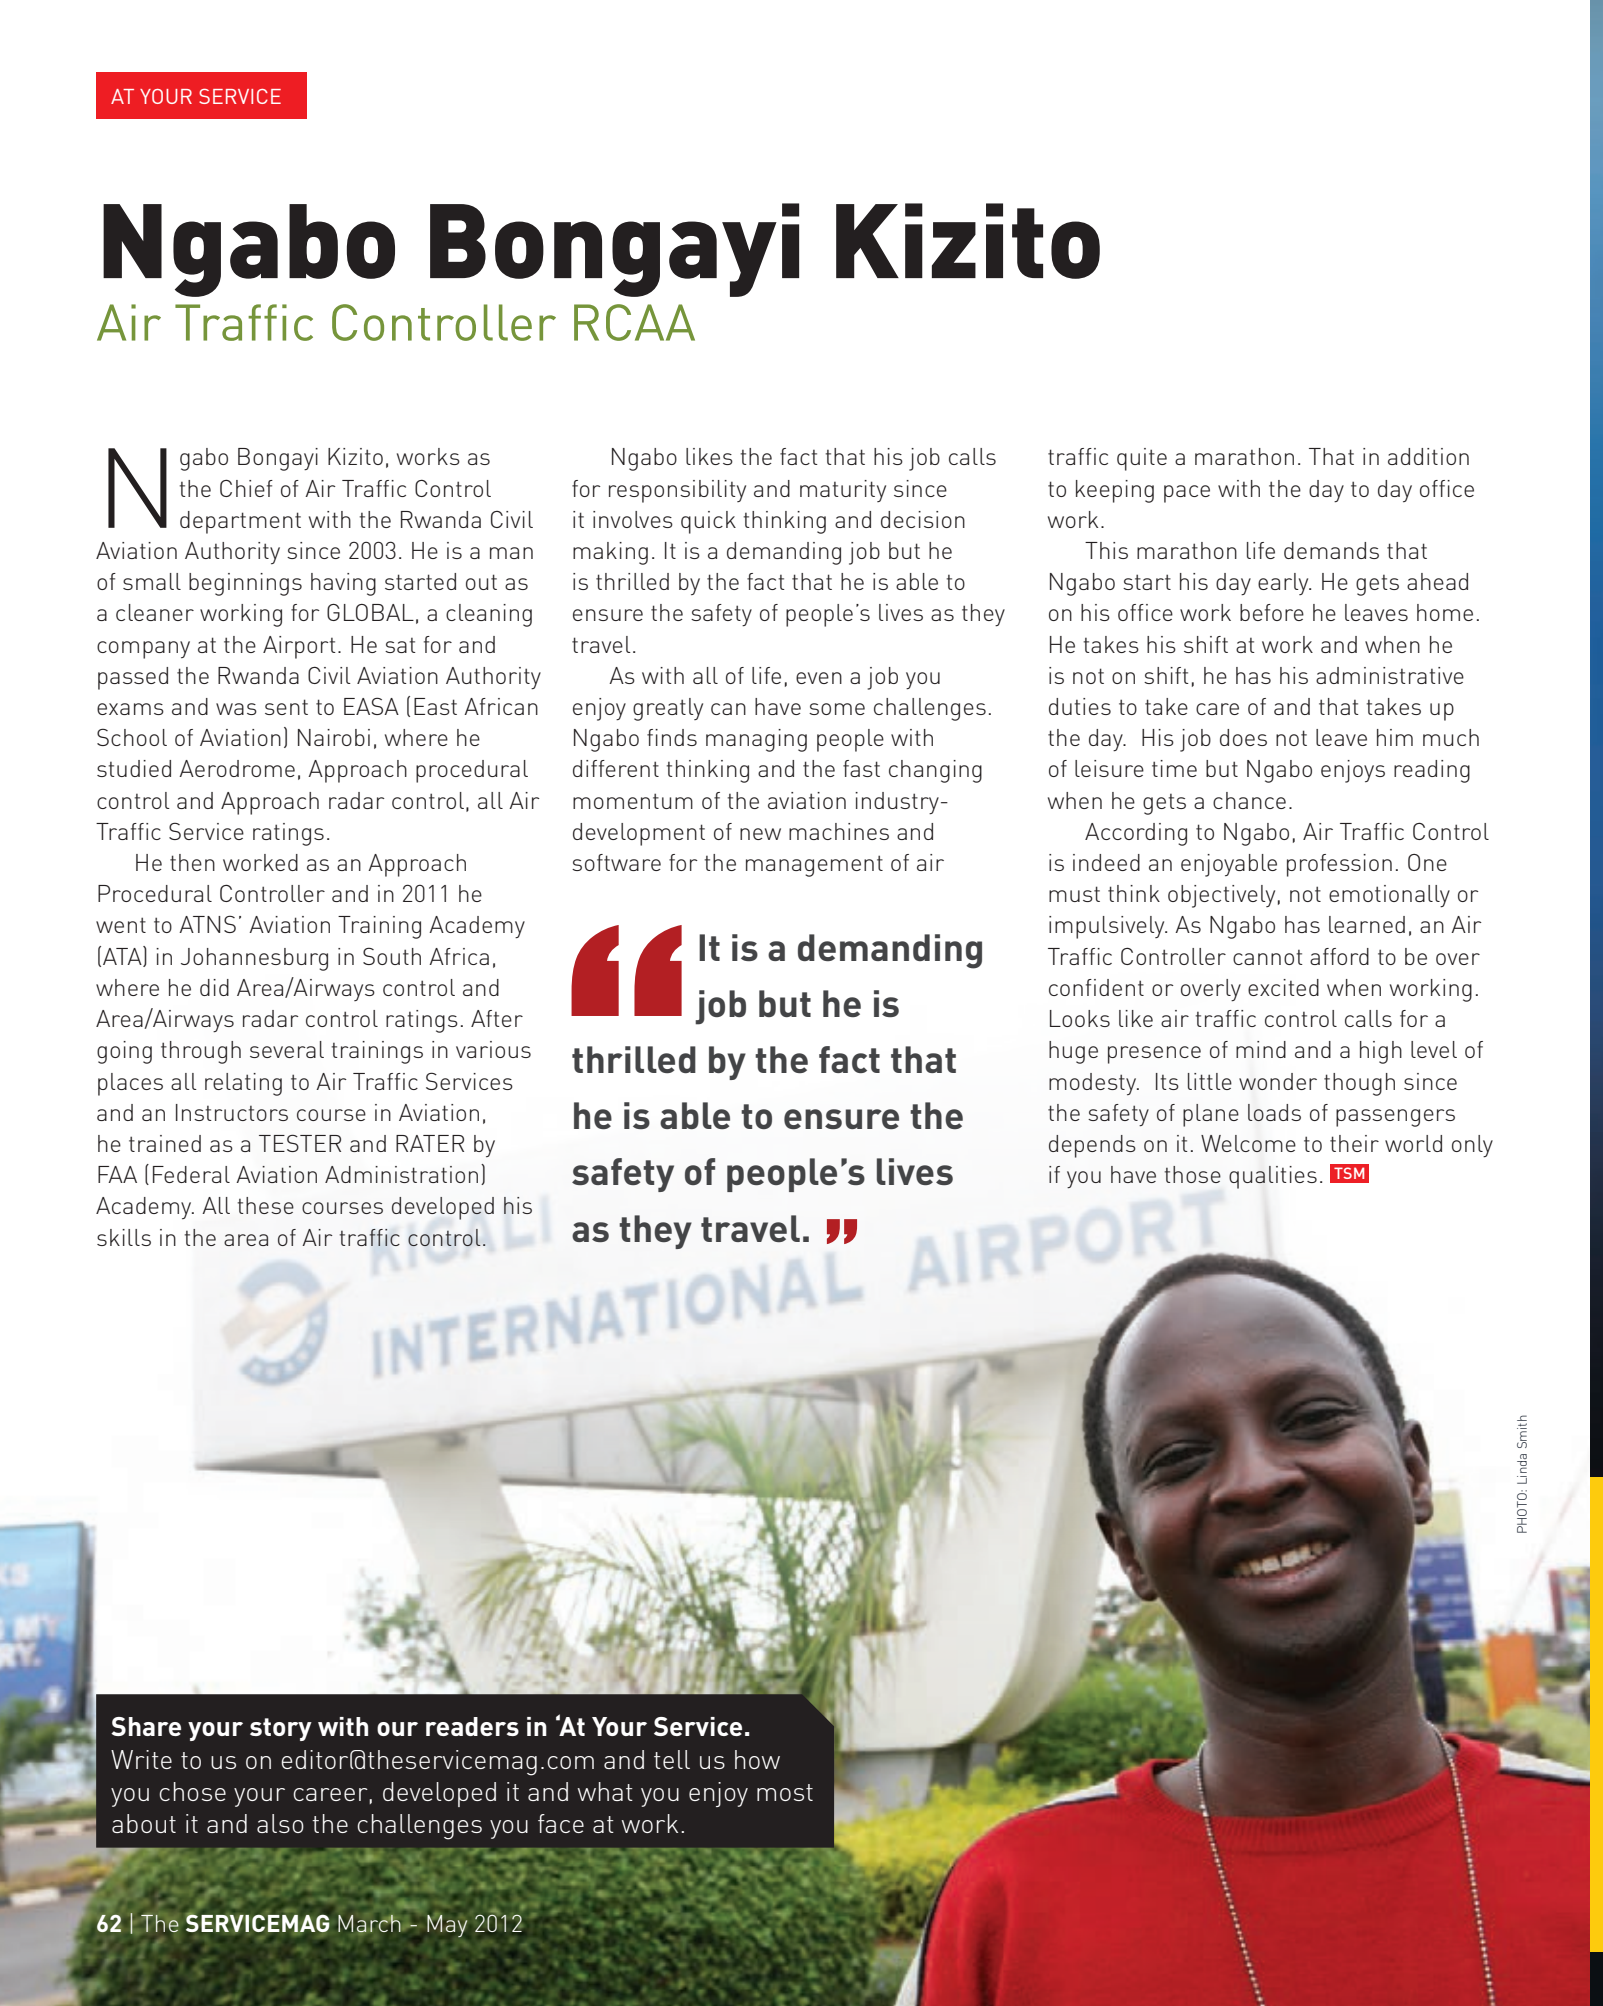 AT YOUR SERVICE
Ngabo Bongayi Kizito
Air Traffic Controller RCAA
Ngabo Bongayi Kizito, works as
the Chief of Air Traffic Control
department with the Rwanda Civil
Aviation Authority since 2003. He is a man
of small beginnings having started out as
a cleaner working for GLOBAL, a cleaning
company at the Airport. He sat for and
passed the Rwanda Civil Aviation Authority
exams and was sent to EASA (East African
School of Aviation) Nairobi, where he
studied Aerodrome, Approach procedural
control and Approach radar control, all Air
Traffic Service ratings.
He then worked as an Approach
Procedural Controller and in 2011 he
went to ATNS’ Aviation Training Academy
(ATA) in Johannesburg in South Africa,
where he did Area/Airways control and
Area/Airways radar control ratings. After
going through several trainings in various
places all relating to Air Traffic Services
and an Instructors course in Aviation,
he trained as a TESTER and RATER by
FAA (Federal Aviation Administration)
Academy. All these courses developed his
skills in the area of Air traffic control.
Ngabo likes the fact that his job calls
for responsibility and maturity since
it involves quick thinking and decision
making. It is a demanding job but he
is thrilled by the fact that he is able to
ensure the safety of people’s lives as they
travel.
As with all of life, even a job you
enjoy greatly can have some challenges.
Ngabo finds managing people with
different thinking and the fast changing
momentum of the aviation industry-
development of new machines and
software for the management of air
“It is a demanding
job but he is
thrilled by the fact that
he is able to ensure the
safety of people’s lives
as they travel. ”
traffic quite a marathon. That in addition
to keeping pace with the day to day office
work.
This marathon life demands that
Ngabo start his day early. He gets ahead
on his office work before he leaves home.
He takes his shift at work and when he
is not on shift, he has his administrative
duties to take care of and that takes up
the day. His job does not leave him much
of leisure time but Ngabo enjoys reading
when he gets a chance.
According to Ngabo, Air Traffic Control
is indeed an enjoyable profession. One
must think objectively, not emotionally or
impulsively. As Ngabo has learned, an Air
Traffic Controller cannot afford to be over
confident or overly excited when working.
Looks like air traffic control calls for a
huge presence of mind and a high level of
modesty. Its little wonder though since
the safety of plane loads of passengers
depends on it. Welcome to their world only
if you have those qualities. TSM
KIGALI
INTERNATIONAL AIRPORT
PHOTO: Linda Smith
KS
MY
RY.
Share your story with our readers in ‘At Your Service.
Write to us on editor@theservicemag.com and tell us how
you chose your career, developed it and what you enjoy most
about it and also the challenges you face at work.
62 | The SERVICEMAG March - May 2012